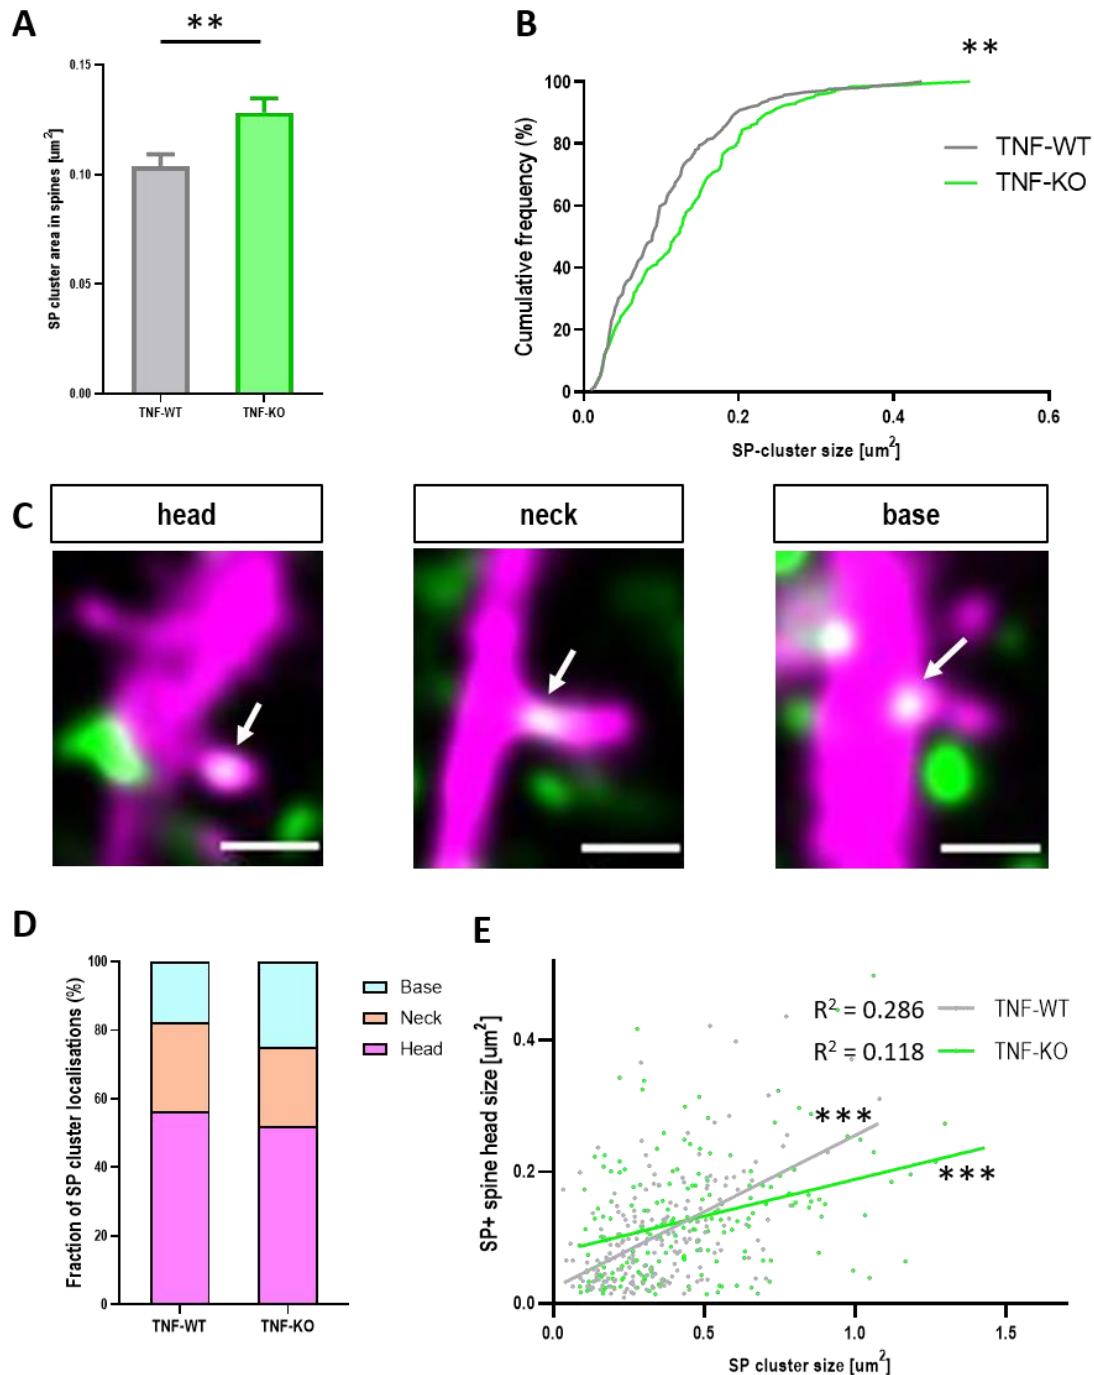 A
**
SP cluster area in spines [um²]
0.15
0.10
0.05
0.00
TNF-WT
TNF-KO
B
**
Cumulative frequency (%)
100
80
60
40
20
0
0.0
0.2
0.4
0.6
SP-cluster size [um²]
TNF-WT
TNF-KO
C
head
neck
base
D
Fraction of SP cluster localisations (%)
100
80
60
40
20
0
TNF-WT
TNF-KO
Base
Neck
Head
E
SP+ spine head size [um²]
0.4
0.2
0.0
0.0
0.5
1.0
1.5
SP cluster size [um²]
R² = 0.286 TNF-WT
R² = 0.118 TNF-KO
***
***